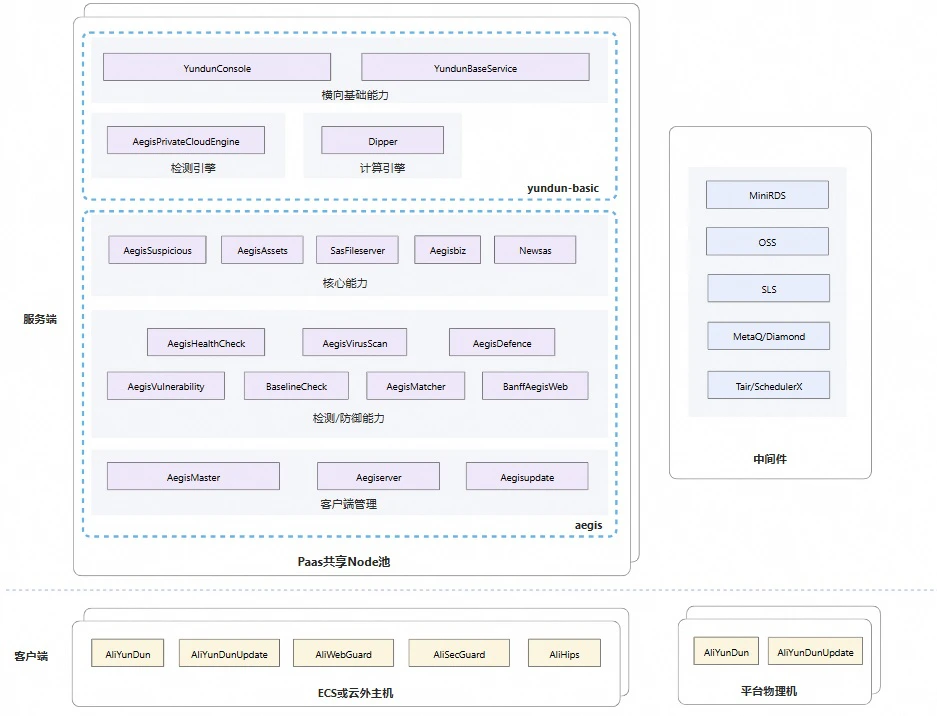 YundunConsole
YundunBaseService
横向基础能力
AegisPrivateCloudEngine
Dipper
检测引擎
计算引擎
yundun-basic
AegisSuspicious
AegisAssets
SasFileserver
Aegisbiz
Newsas
核心能力
服务端
AegisHealthCheck
AegisVirusScan
AegisDefence
AegisVulnerability
BaselineCheck
AegisMatcher
BanffAegisWeb
检测/防御能力
AegisMaster
Aegiserver
Aegisupdate
客户端管理
aegis
Paas共享Node池
MiniRDS
OSS
SLS
MetaQ/Diamond
Tair/SchedulerX
中间件
客户端
AliYunDun
AliYunDunUpdate
AliWebGuard
AliSecGuard
AliHips
ECS或云外主机
AliYunDun
AliYunDunUpdate
平台物理机